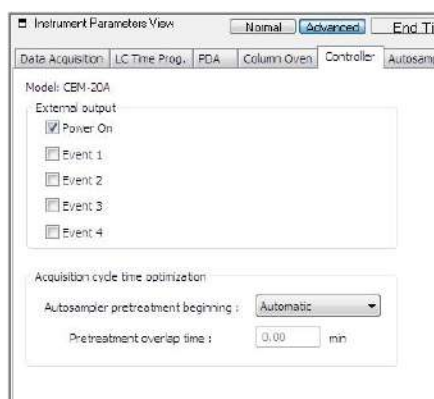 Instrument Parameters View Normal Advanced End Ti
Data Acquisition LC Time Prog. PDA Column Oven Controller Autosam
Model: CBM-20A
External output
Power On
Event 1
Event 2
Event 3
Event 4
Acquisition cycle time optimization
Autosampler pretreatment beginning : Automatic
Pretreatment overlap time : 0.00 min